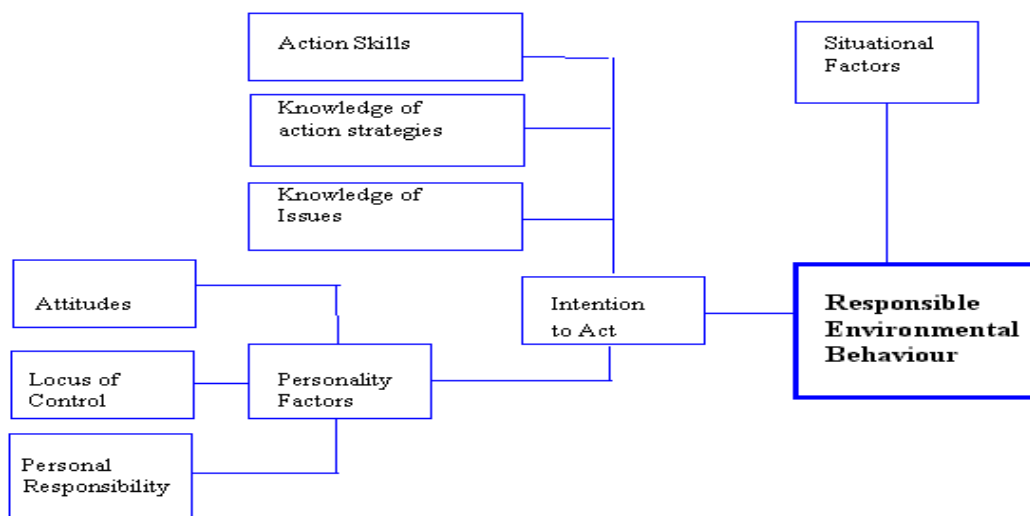 Action Skills
Situational
Factors
Knowledge of
action strategies
Knowledge of
Issues
Attitudes
Intention
to Act
Responsible
Environmental
Behaviour
Locus of
Control
Personality
Factors
Personal
Responsibility